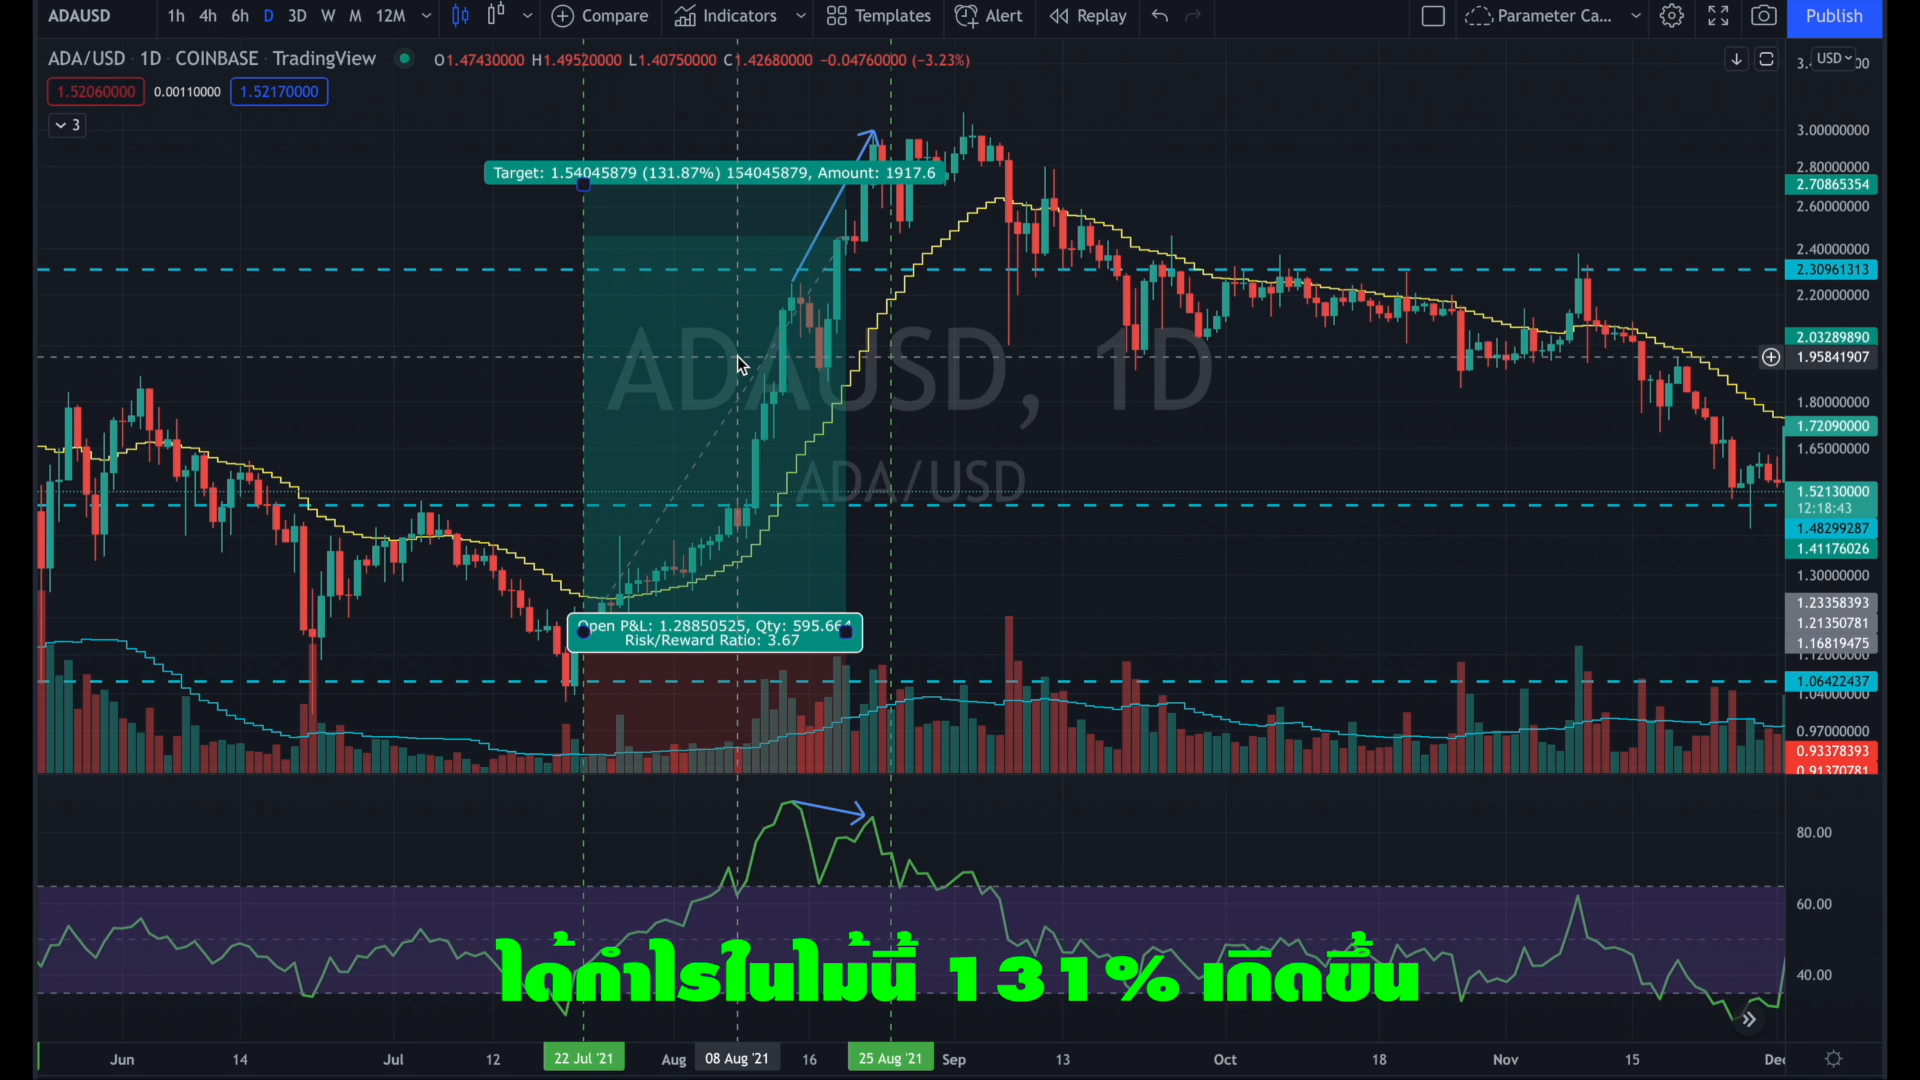 ADAUSD 1h 4h 6h D 3D W M 12M Compare Indicators Templates Alert Replay Parameter Ca... Publish
ADA/USD · 1D · COINBASE · TradingView O1.47430000 H1.49520000 L1.40750000 C1.42680000 −0.04760000 (−3.23%)
USD
1.52060000 0.00110000 1.52170000
3
Target: 1.54045879 (131.87%) 154045879, Amount: 1917.6
ADAUSD, 1D
ADA/USD
Open P&L: 1.28850525, Qty: 595.664
Risk/Reward Ratio: 3.67
3.00000000
2.80000000
2.70865354
2.60000000
2.40000000
2.30961313
2.20000000
2.03289890
1.95841907
1.80000000
1.72090000
1.65000000
1.52130000
12:18:43
1.48299287
1.41176026
1.30000000
1.23358393
1.21350781
1.16819475
1.12000000
1.06422437
1.04000000
0.97000000
0.93378393
0.91370781
80.00
60.00
40.00
ได้กำไรในไม้นี้ 131% เกิดขึ้น
Jun 14 Jul 12 22 Jul '21 Aug 08 Aug '21 16 25 Aug '21 Sep 13 Oct 18 Nov 15 Dec